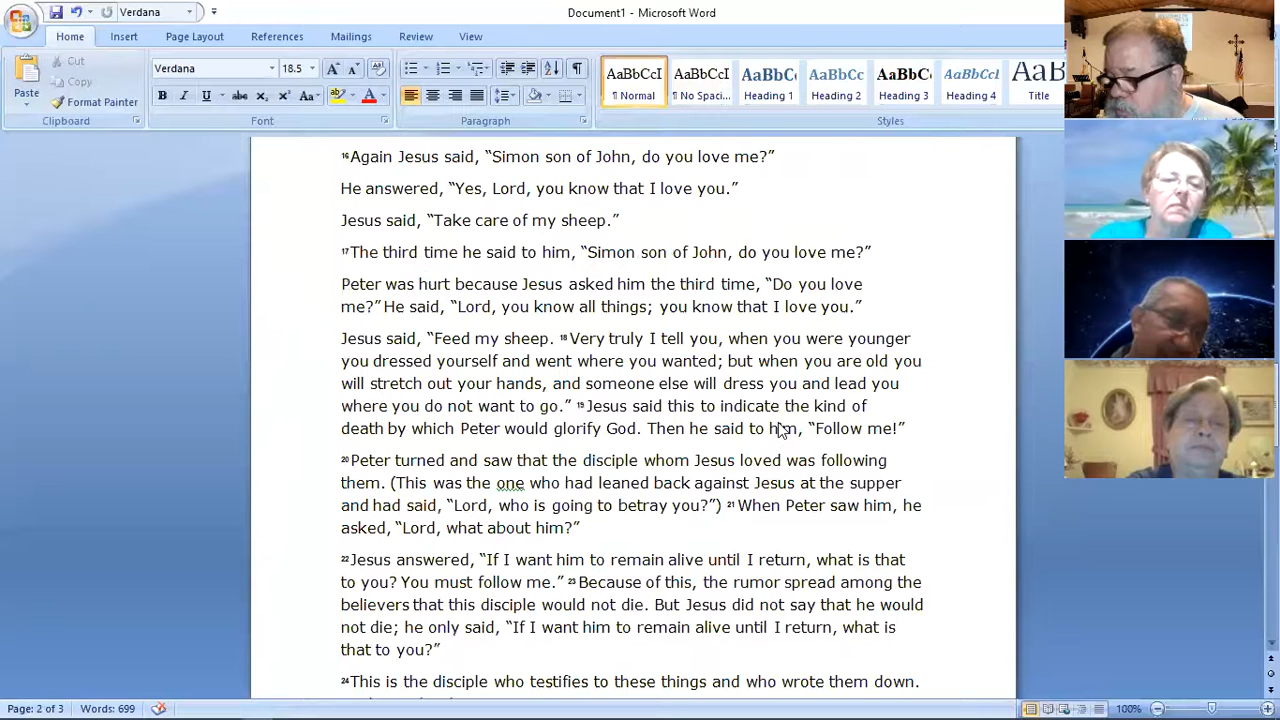 Verdana
Document1 - Microsoft Word
Home Insert Page Layout References Mailings Review View
Paste
Cut
Copy
Format Painter
Clipboard
Verdana 18.5
Font
Paragraph
AaBbCcI AaBbCcI AaBbC AaBbCc AaBbCc AaBbCcI AaB
¶ Normal ¶ No Spaci... Heading 1 Heading 2 Heading 3 Heading 4 Title
Styles
16Again Jesus said, “Simon son of John, do you love me?”
He answered, “Yes, Lord, you know that I love you.”
Jesus said, “Take care of my sheep.”
17The third time he said to him, “Simon son of John, do you love me?”
Peter was hurt because Jesus asked him the third time, “Do you love
me?” He said, “Lord, you know all things; you know that I love you.”
Jesus said, “Feed my sheep. 18Very truly I tell you, when you were younger
you dressed yourself and went where you wanted; but when you are old you
will stretch out your hands, and someone else will dress you and lead you
where you do not want to go.” 19Jesus said this to indicate the kind of
death by which Peter would glorify God. Then he said to him, “Follow me!”
20Peter turned and saw that the disciple whom Jesus loved was following
them. (This was the one who had leaned back against Jesus at the supper
and had said, “Lord, who is going to betray you?”) 21When Peter saw him, he
asked, “Lord, what about him?”
22Jesus answered, “If I want him to remain alive until I return, what is that
to you? You must follow me.” 23Because of this, the rumor spread among the
believers that this disciple would not die. But Jesus did not say that he would
not die; he only said, “If I want him to remain alive until I return, what is
that to you?”
24This is the disciple who testifies to these things and who wrote them down.
Page: 2 of 3 Words: 699
100%